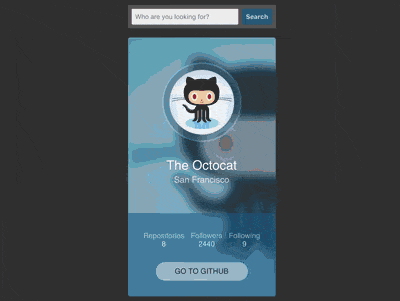 Who are you looking for?
Search
The Octocat
San Francisco
Repositories Followers Following
8 2440 9
GO TO GITHUB